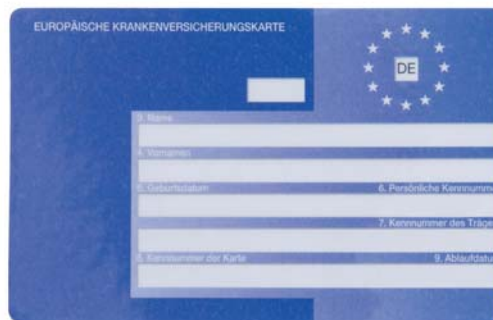 EUROPÄISCHE KRANKENVERSICHERUNGSKARTE
DE
3. Name
4. Vornamen
5. Geburtsdatum 6. Persönliche Kennnumme
7. Kennnummer des Träge
8. Kennnummer der Karte 9. Ablaufdatu